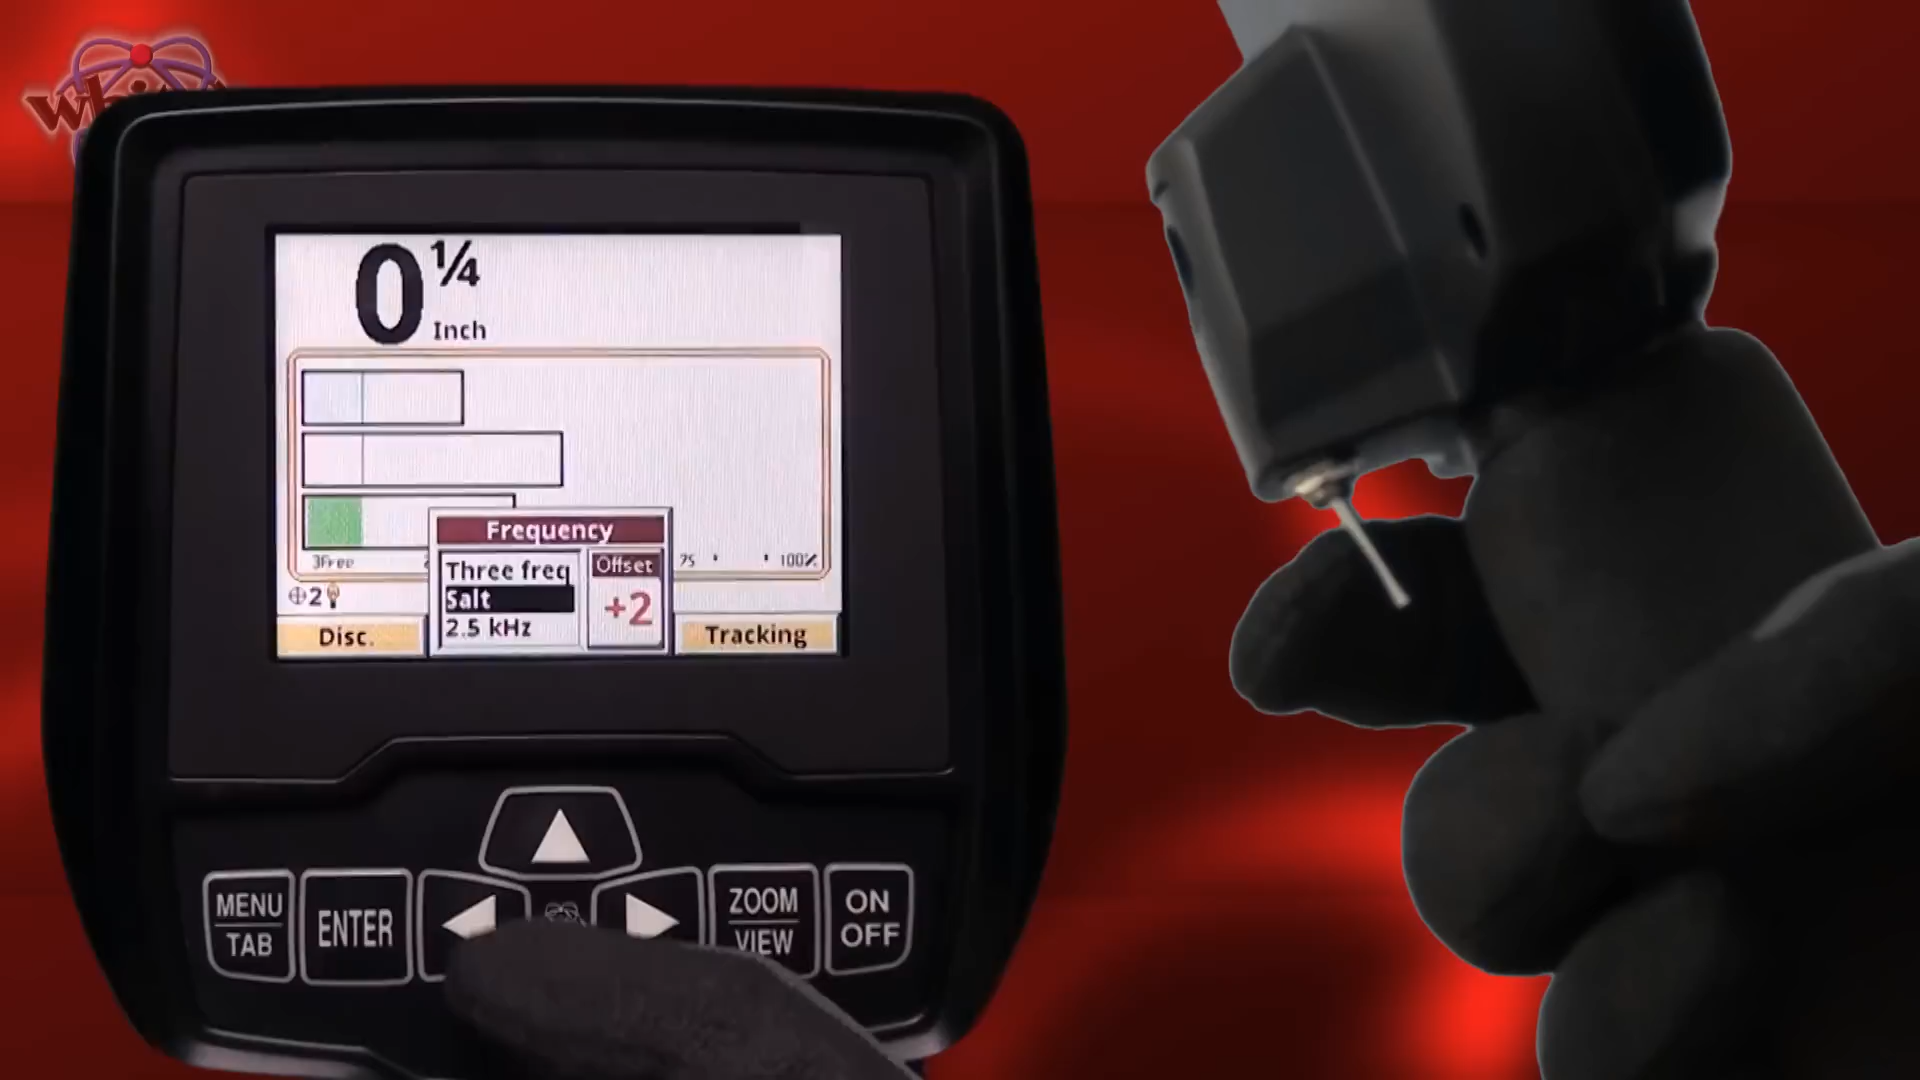 0 1/4
Inch
Frequency
Three freq
Salt
2.5 kHz
Offset
+2
3Free
75
100%
2
Disc.
Tracking
MENU
TAB
ENTER
ZOOM
VIEW
ON
OFF